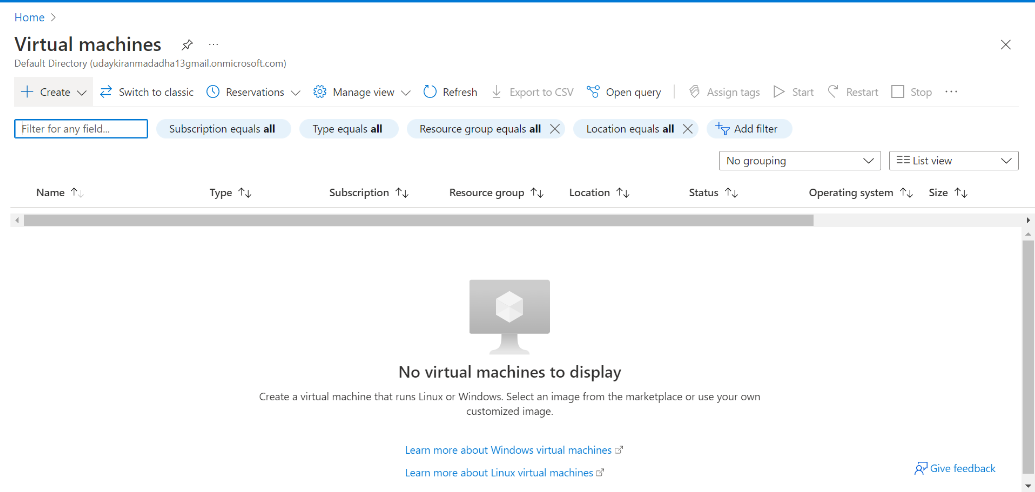 Home
Virtual machines
Default Directory (udaykiranmadadha13gmail.onmicrosoft.com)
Create Switch to classic Reservations Manage view Refresh Export to CSV Open query Assign tags Start Restart Stop
Filter for any field... Subscription equals all Type equals all Resource group equals all Location equals all Add filter
No grouping List view
Name Type Subscription Resource group Location Status Operating system Size
No virtual machines to display
Create a virtual machine that runs Linux or Windows. Select an image from the marketplace or use your own
customized image.
Learn more about Windows virtual machines
Learn more about Linux virtual machines
Give feedback